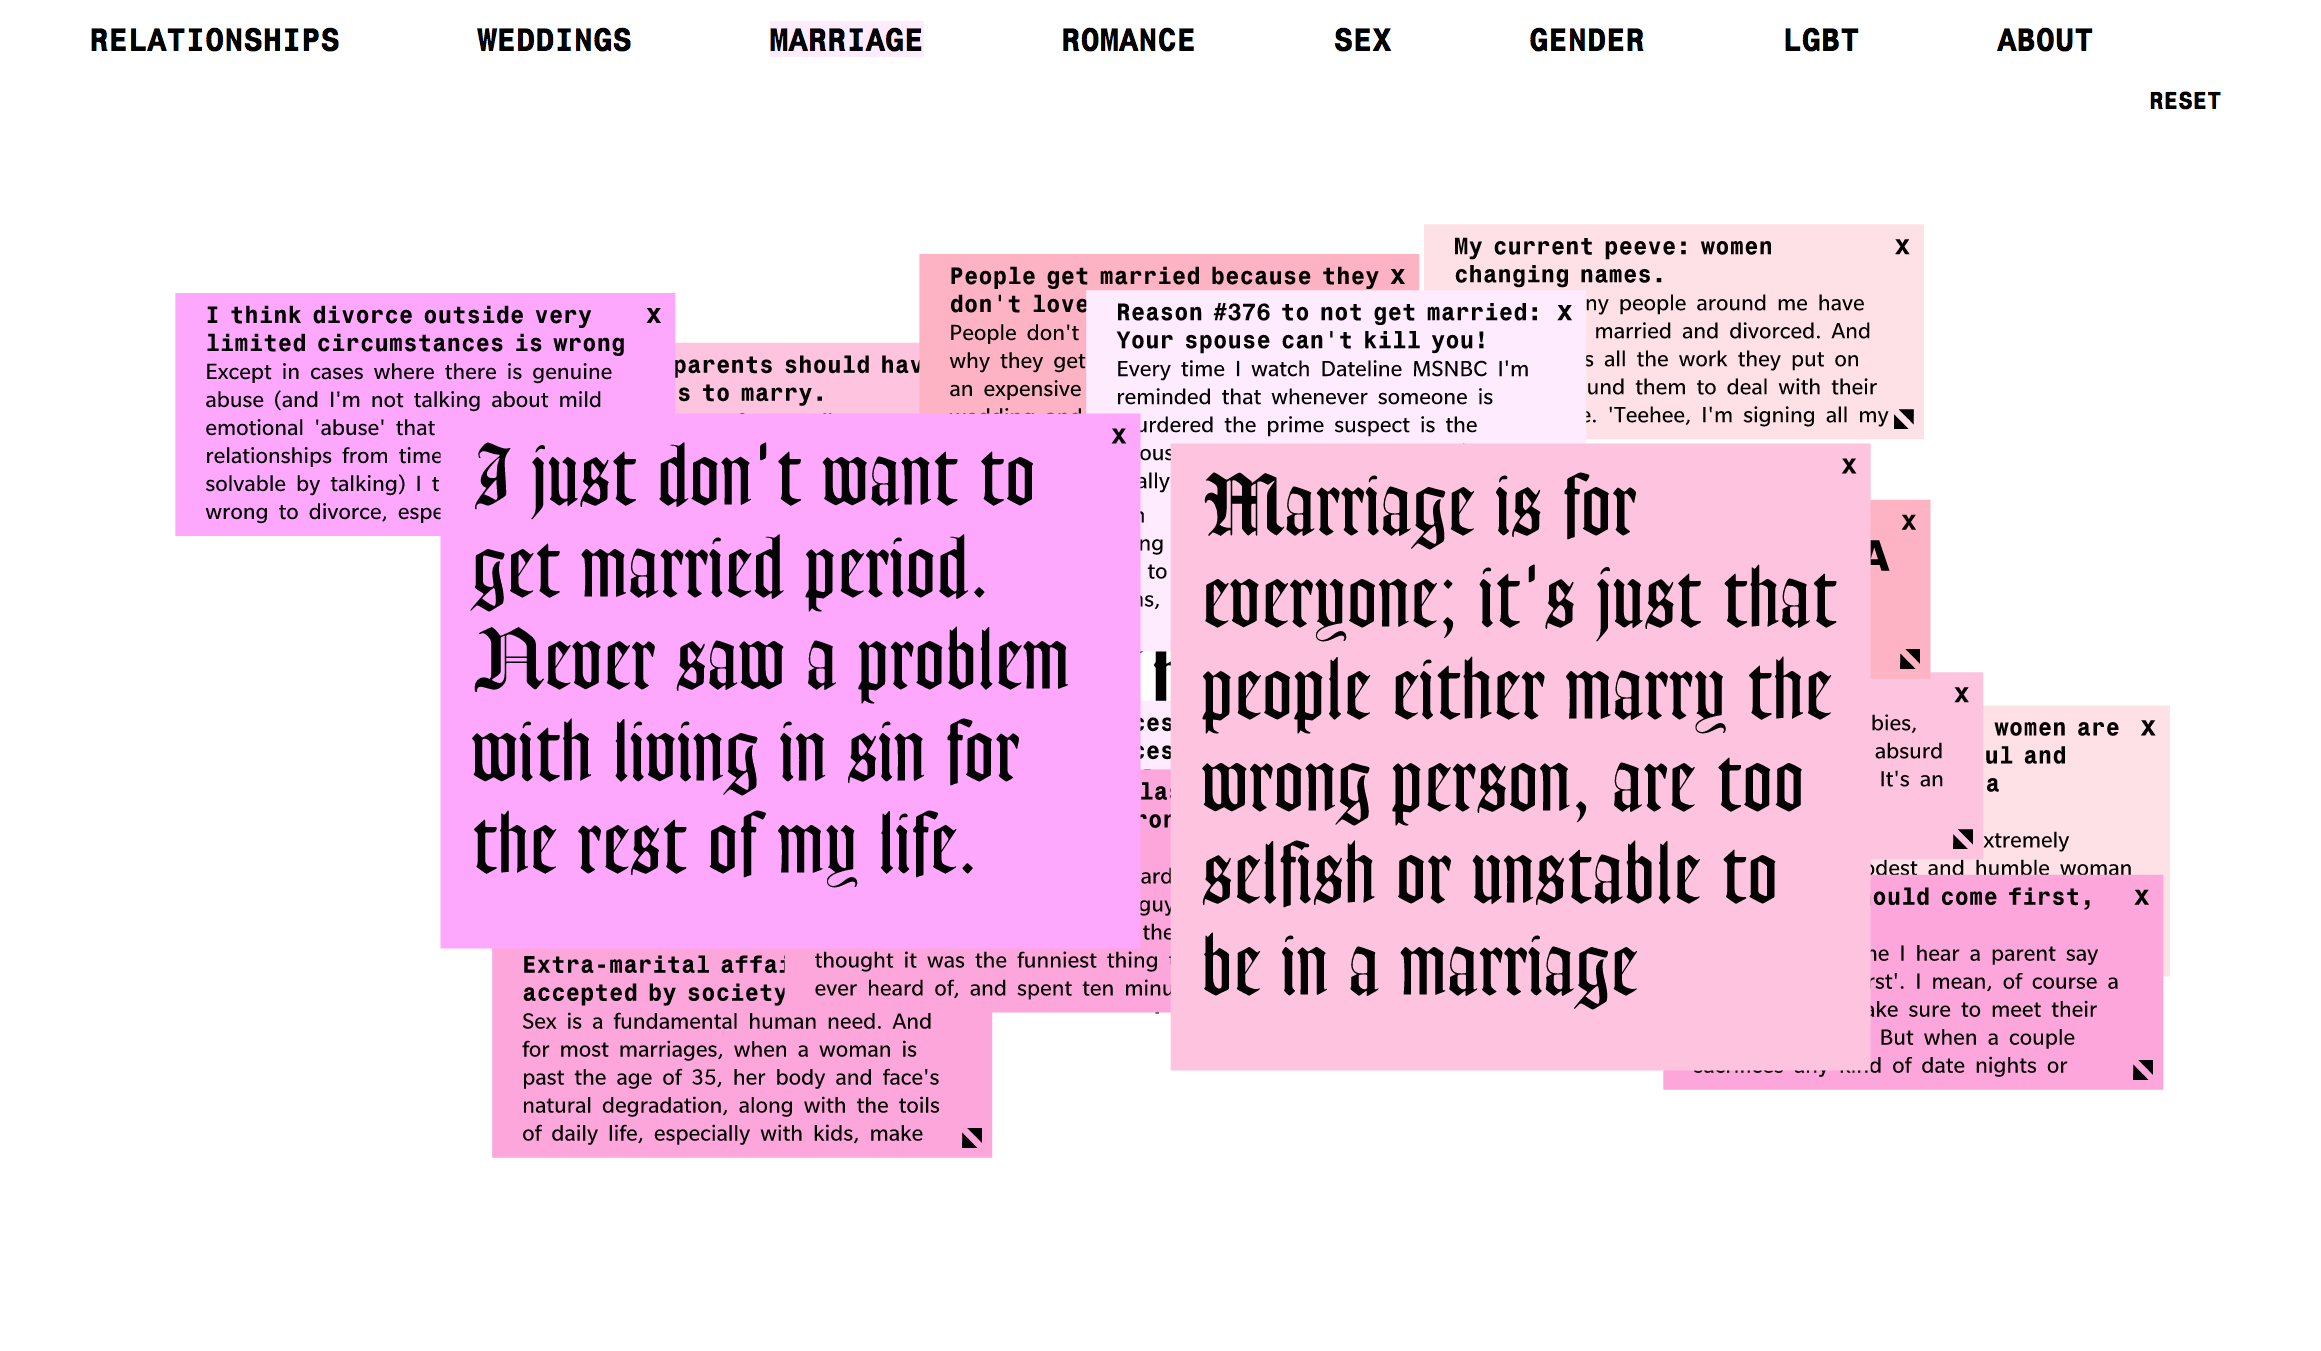 RELATIONSHIPS WEDDINGS MARRIAGE ROMANCE SEX GENDER LGBT ABOUT
RESET
I think divorce outside very X
limited circumstances is wrong
Except in cases where there is genuine
abuse (and I'm not talking about mild
emotional 'abuse' that
relationships from time
solvable by talking) I t
wrong to divorce, espe
parents should hav
s to marry.
People get married because they X
don't love
People don't
why they get
an expensive
Reason #376 to not get married: X
Your spouse can't kill you!
Every time I watch Dateline MSNBC I'm
reminded that whenever someone is
urdered the prime suspect is the
ous
ally
ng
to
ns,
My current peeve: women X
changing names.
ny people around me have
married and divorced. And
s all the work they put on
und them to deal with their
e. 'Teehee, I'm signing all my
X
I just don't want to
get married period.
Never saw a problem
with living in sin for
the rest of my life.
X
Marriage is for
everyone; it's just that
people either marry the
wrong person, are too
selfish or unstable to
be in a marriage
X
A
X
bies,
absurd
It's an
women are X
ul and
a
xtremely
odest and humble woman
ould come first, X
ne I hear a parent say
rst'. I mean, of course a
ake sure to meet their
But when a couple
sacrifices any kind of date nights or
ces
ces
las
ron
ard
guy
the
thought it was the funniest thing
ever heard of, and spent ten minu
Extra-marital affai
accepted by society
Sex is a fundamental human need. And
for most marriages, when a woman is
past the age of 35, her body and face's
natural degradation, along with the toils
of daily life, especially with kids, make